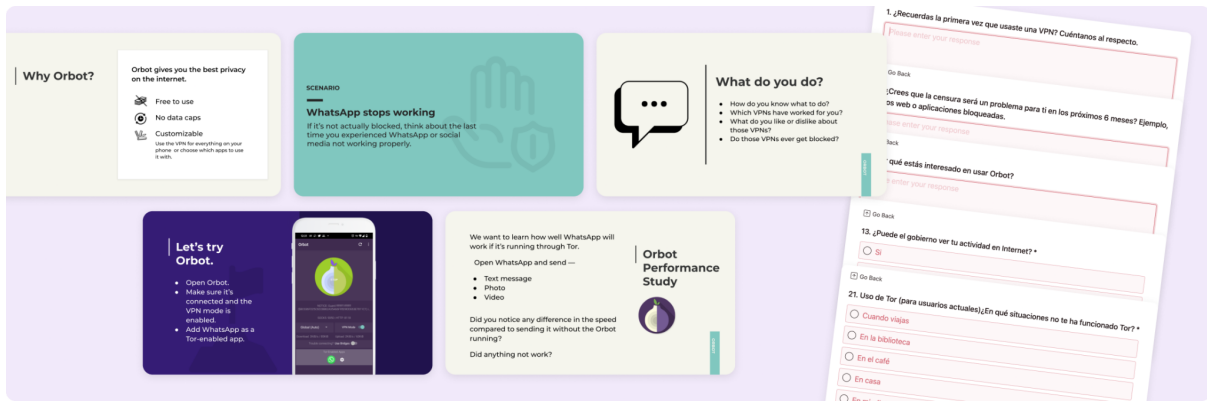 Why Orbot?
Orbot gives you the best privacy
on the internet.
Free to use
No data caps
Customizable
Use the VPN for everything on your
phone or choose which apps to use
it with.
SCENARIO
WhatsApp stops working
If it's not actually blocked, think about the last
time you experienced WhatsApp or social
media not working properly.
What do you do?
How do you know what to do?
Which VPNs have worked for you?
What do you like or dislike about
those VPNs?
Do those VPNs ever get blocked?
Let's try
Orbot.
Open Orbot.
Make sure it's
connected and the
VPN mode is
enabled.
Add WhatsApp as a
Tor-enabled app.
Orbot
We want to learn how well WhatsApp will
work if it's running through Tor.
Open WhatsApp and send —
Text message
Photo
Video
Did you notice any difference in the speed
compared to sending it without the Orbot
running?
Did anything not work?
Orbot
Performance
Study
1. ¿Recuerdas la primera vez que usaste una VPN? Cuéntanos al respecto.
Please enter your response
Go Back
¿Crees que la censura será un problema para ti en los próximos 6 meses? Ejemplo,
os web o aplicaciones bloqueadas.
ase enter your response
Back
qué estás interesado en usar Orbot?
e enter your response
Go Back
13. ¿Puede el gobierno ver tu actividad en Internet? *
Si
Go Back
21. Uso de Tor (para usuarios actuales)¿En qué situaciones no te ha funcionado Tor? *
Cuando viajas
En la biblioteca
En el café
En casa